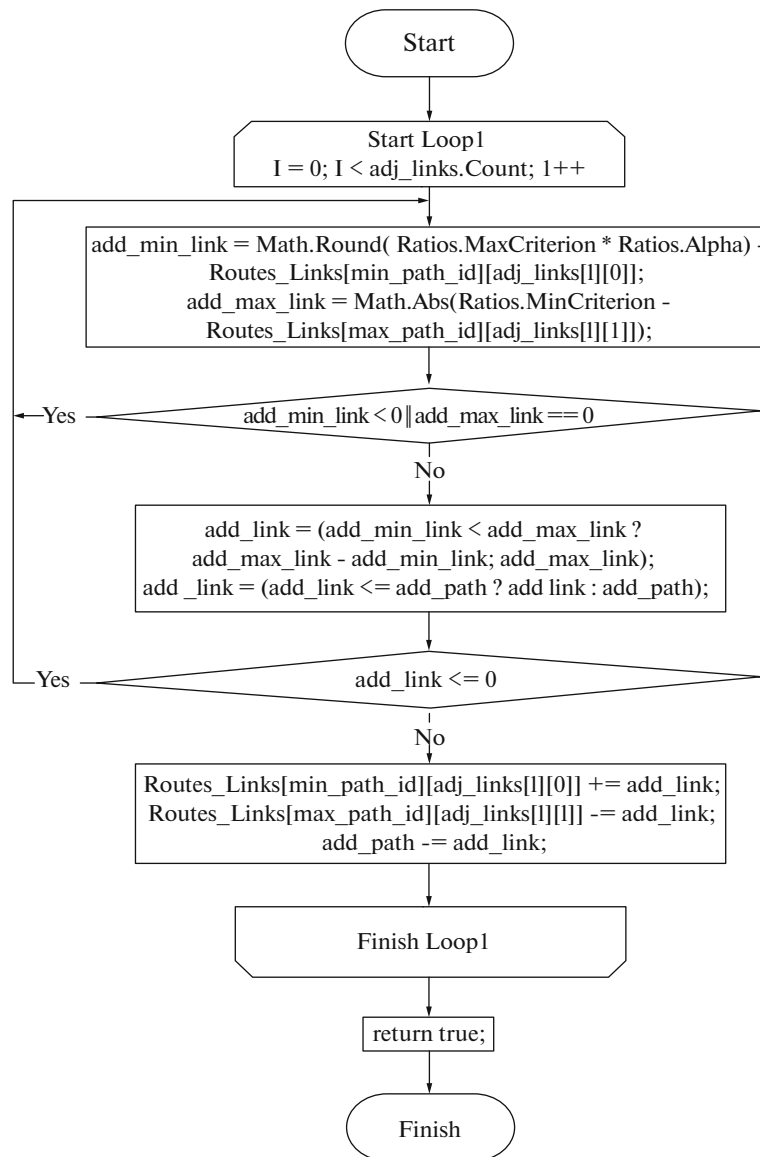 Start
Start Loop1
I = 0; I < adj_links.Count; 1++
add_min_link = Math.Round( Ratios.MaxCriterion * Ratios.Alpha) -
Routes_Links[min_path_id][adj_links[l][0]];
add_max_link = Math.Abs(Ratios.MinCriterion -
Routes_Links[max_path_id][adj_links[l][1]]);
Yes
add_min_link < 0 || add_max_link == 0
No
add_link = (add_min_link < add_max_link ?
add_max_link - add_min_link; add_max_link);
add _link = (add_link <= add_path ? add link : add_path);
Yes
add_link <= 0
No
Routes_Links[min_path_id][adj_links[l][0]] += add_link;
Routes_Links[max_path_id][adj_links[l][l]] -= add_link;
add_path -= add_link;
Finish Loop1
return true;
Finish